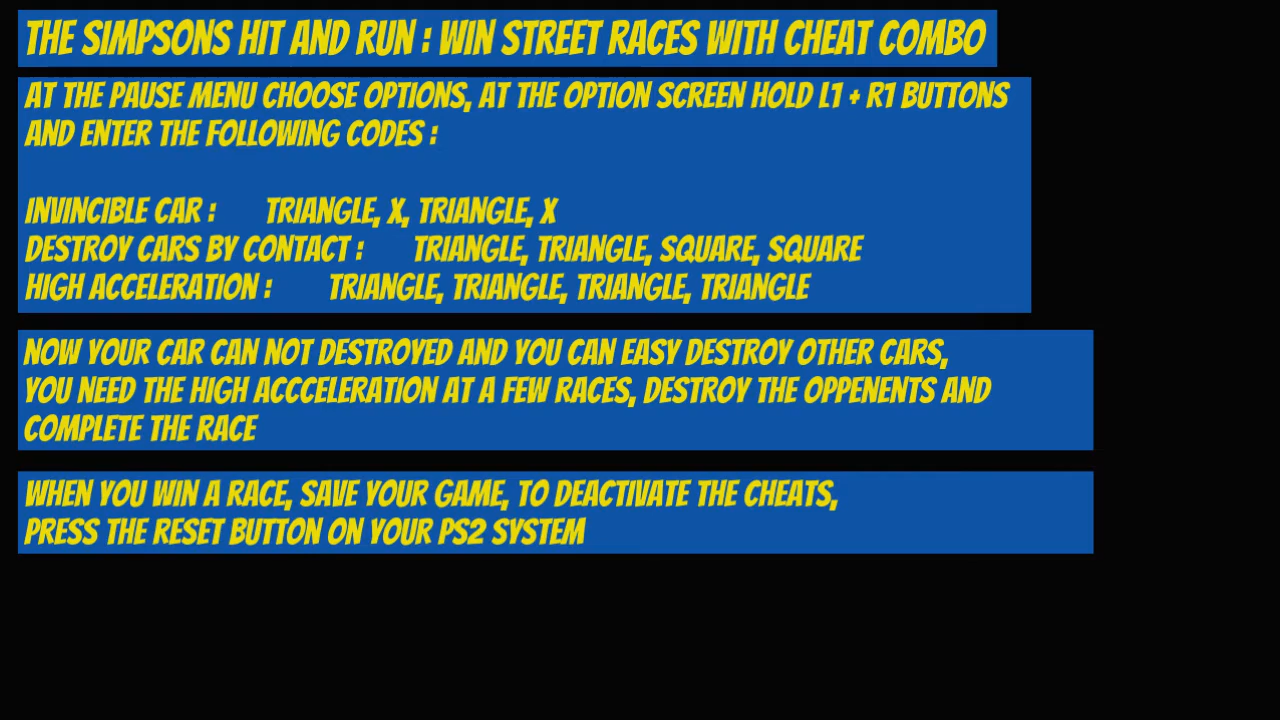 THE SIMPSONS HIT AND RUN : WIN STREET RACES WITH CHEAT COMBO
AT THE PAUSE MENU CHOOSE OPTIONS, AT THE OPTION SCREEN HOLD L1 + R1 BUTTONS
AND ENTER THE FOLLOWING CODES :
INVINCIBLE CAR : TRIANGLE, X, TRIANGLE, X
DESTROY CARS BY CONTACT : TRIANGLE, TRIANGLE, SQUARE, SQUARE
HIGH ACCELERATION : TRIANGLE, TRIANGLE, TRIANGLE, TRIANGLE
NOW YOUR CAR CAN NOT DESTROYED AND YOU CAN EASY DESTROY OTHER CARS,
YOU NEED THE HIGH ACCCELERATION AT A FEW RACES, DESTROY THE OPPENENTS AND
COMPLETE THE RACE
WHEN YOU WIN A RACE, SAVE YOUR GAME, TO DEACTIVATE THE CHEATS,
PRESS THE RESET BUTTON ON YOUR PS2 SYSTEM